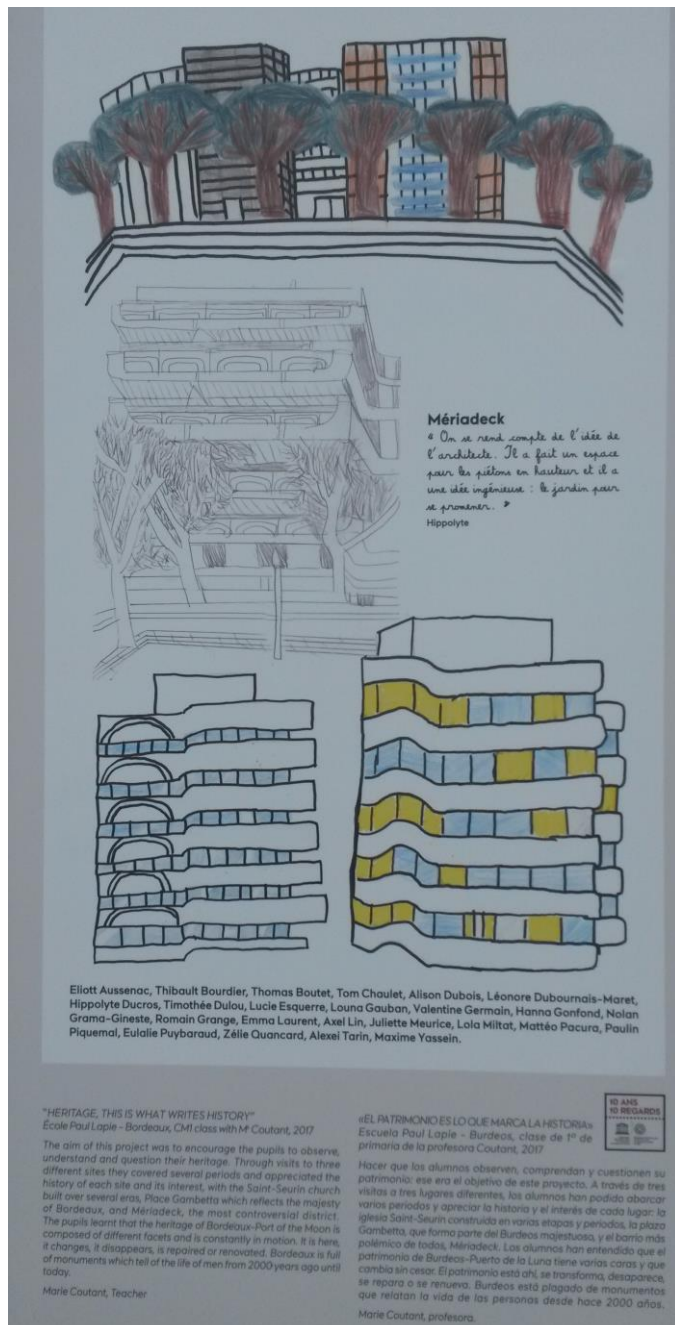 Mériadeck
« On se rend compte de l'idée de
l'architecte. Il a fait un espace
pour les piétons en hauteur et il a
une idée ingénieuse : le jardin pour
se promener. »
Hippolyte
Eliott Aussenac, Thibault Bourdier, Thomas Boutet, Tom Chaulet, Alison Dubois, Léonore Dubournais-Maret,
Hippolyte Ducros, Timothée Dulou, Lucie Esquerre, Louna Gauban, Valentine Germain, Hanna Gonfond, Nolan
Grama-Gineste, Romain Grange, Emma Laurent, Axel Lin, Juliette Meurice, Lola Miltat, Mattéo Pacura, Paulin
Piquemal, Eulalie Puybaraud, Zélie Quancard, Alexei Tarin, Maxime Yassein.
10 ANS
10 REGARDS
"HERITAGE, THIS IS WHAT WRITES HISTORY"
École Paul Lapie - Bordeaux, CM1 class with Mᵉ Coutant, 2017
The aim of this project was to encourage the pupils to observe,
understand and question their heritage. Through visits to three
different sites they covered several periods and appreciated the
history of each site and its interest, with the Saint-Seurin church
built over several eras, Place Gambetta which reflects the majesty
of Bordeaux, and Mériadeck, the most controversial district.
The pupils learnt that the heritage of Bordeaux-Port of the Moon is
composed of different facets and is constantly in motion. It is here,
it changes, it disappears, is repaired or renovated. Bordeaux is full
of monuments which tell of the life of men from 2000 years ago until
today.
Marie Coutant, Teacher
«EL PATRIMONIO ES LO QUE MARCA LA HISTORIA»
Escuela Paul Lapie - Burdeos, clase de 1º de
primaria de la profesora Coutant, 2017
Hacer que los alumnos observen, comprendan y cuestionen su
patrimonio: ese era el objetivo de este proyecto. A través de tres
visitas a tres lugares diferentes, los alumnos han podido abarcar
varios periodos y apreciar la historia y el interés de cada lugar: la
iglesia Saint-Seurin construida en varias etapas y periodos, la plaza
Gambetta, que forma parte del Burdeos majestuoso, y el barrio más
polémico de todos, Mériadeck. Los alumnos han entendido que el
patrimonio de Burdeos-Puerto de la Luna tiene varias caras y que
cambia sin cesar. El patrimonio está ahí, se transforma, desaparece,
se repara o se renueva. Burdeos está plagado de monumentos
que relatan la vida de las personas desde hace 2000 años.
Marie Coutant, profesora.